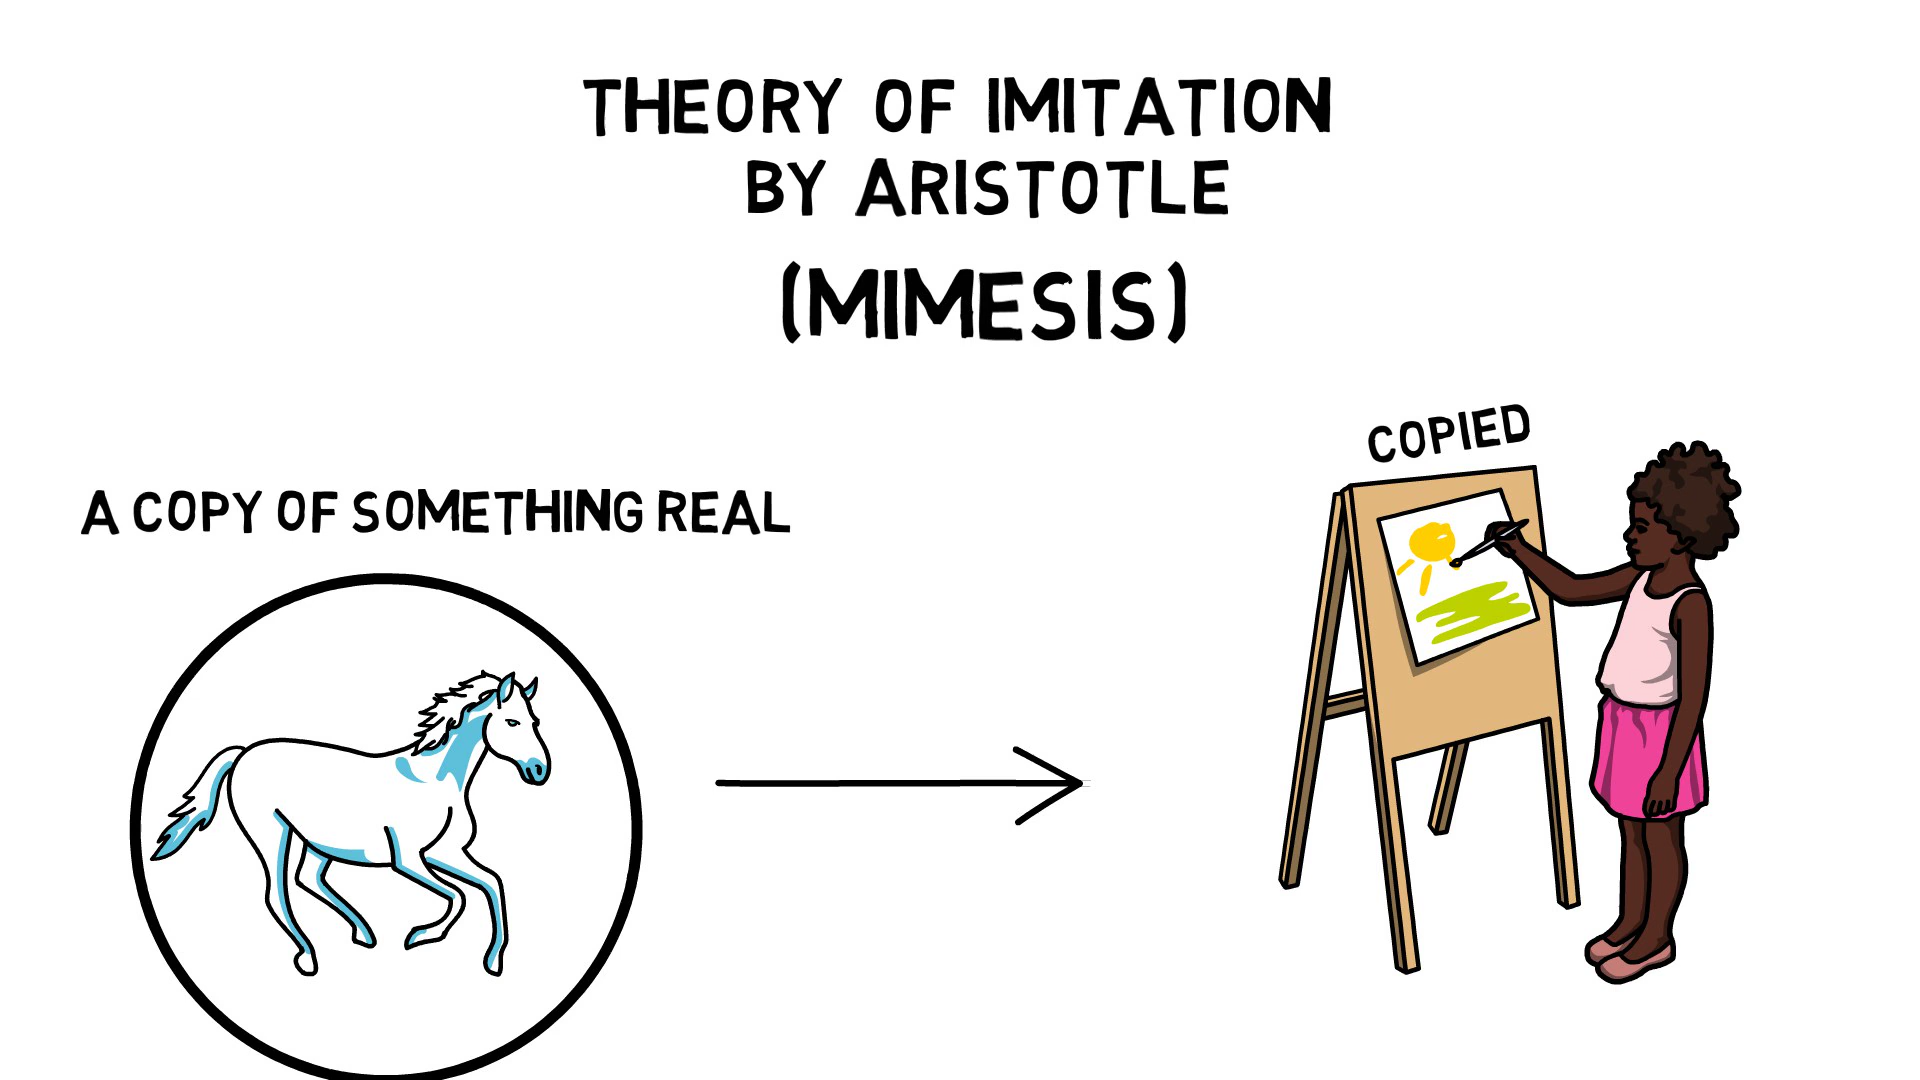 THEORY OF IMITATION
BY ARISTOTLE
(MIMESIS)
COPIED
A COPY OF SOMETHING REAL